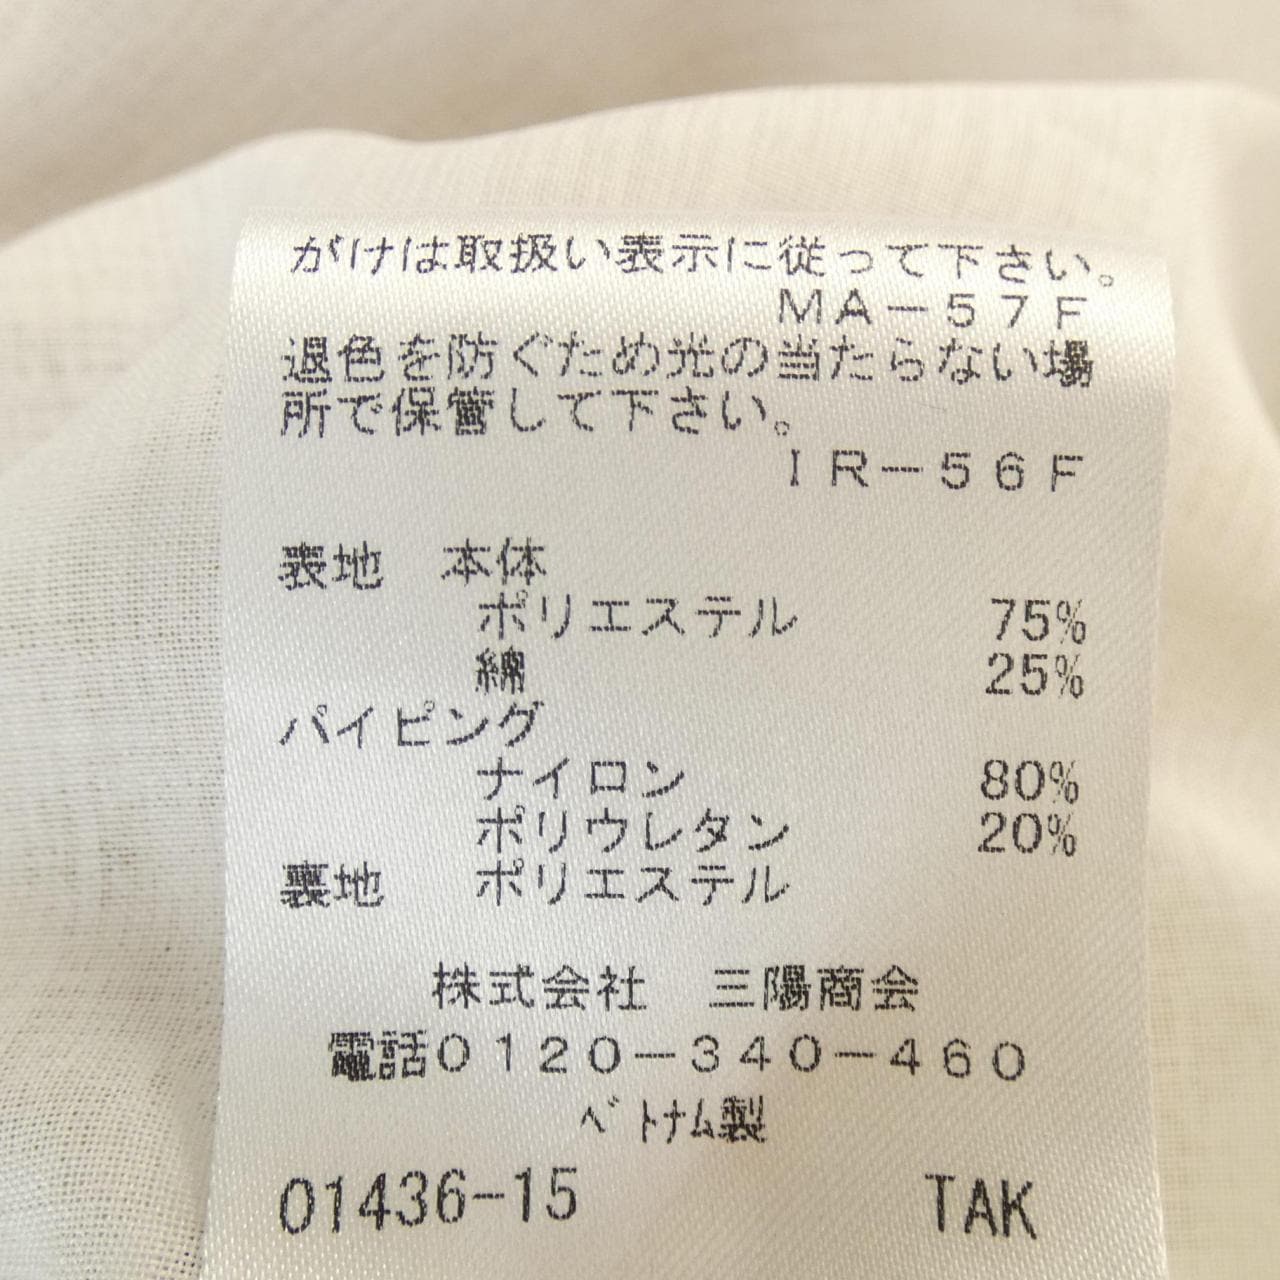 がけは取扱い表示に従って下さい。
ＭＡ－５７Ｆ
退色を防ぐため光の当たらない場
所で保管して下さい。
ＩＲ－５６Ｆ
表地　本体
ポリエステル 75%
綿 25%
パイピング
ナイロン 80%
ポリウレタン 20%
裏地 ポリエステル
株式会社　三陽商会
電話０１２０－３４０－４６０
ﾍﾞﾄﾅﾑ製
01436-15 TAK